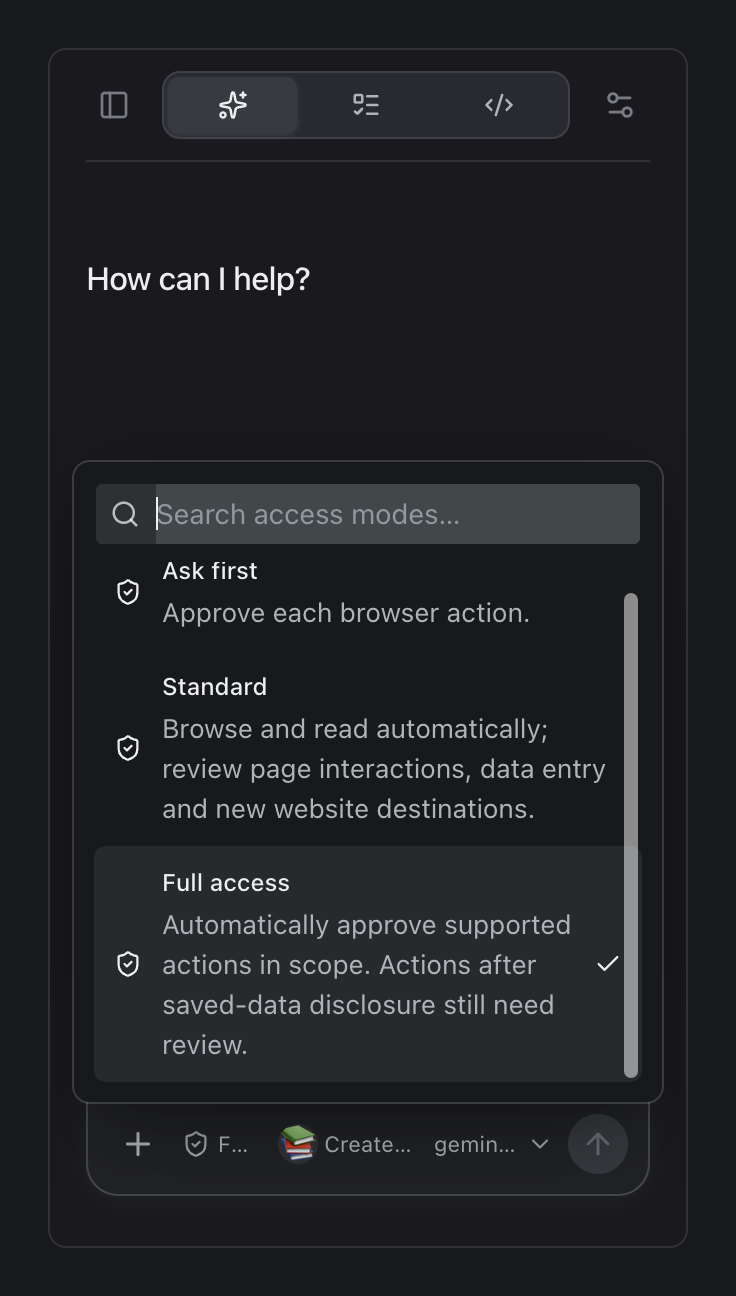 How can I help?
Search access modes...
Ask first
Approve each browser action.
Standard
Browse and read automatically;
review page interactions, data entry
and new website destinations.
Full access
Automatically approve supported
actions in scope. Actions after
saved-data disclosure still need
review.
F... Create... gemin...